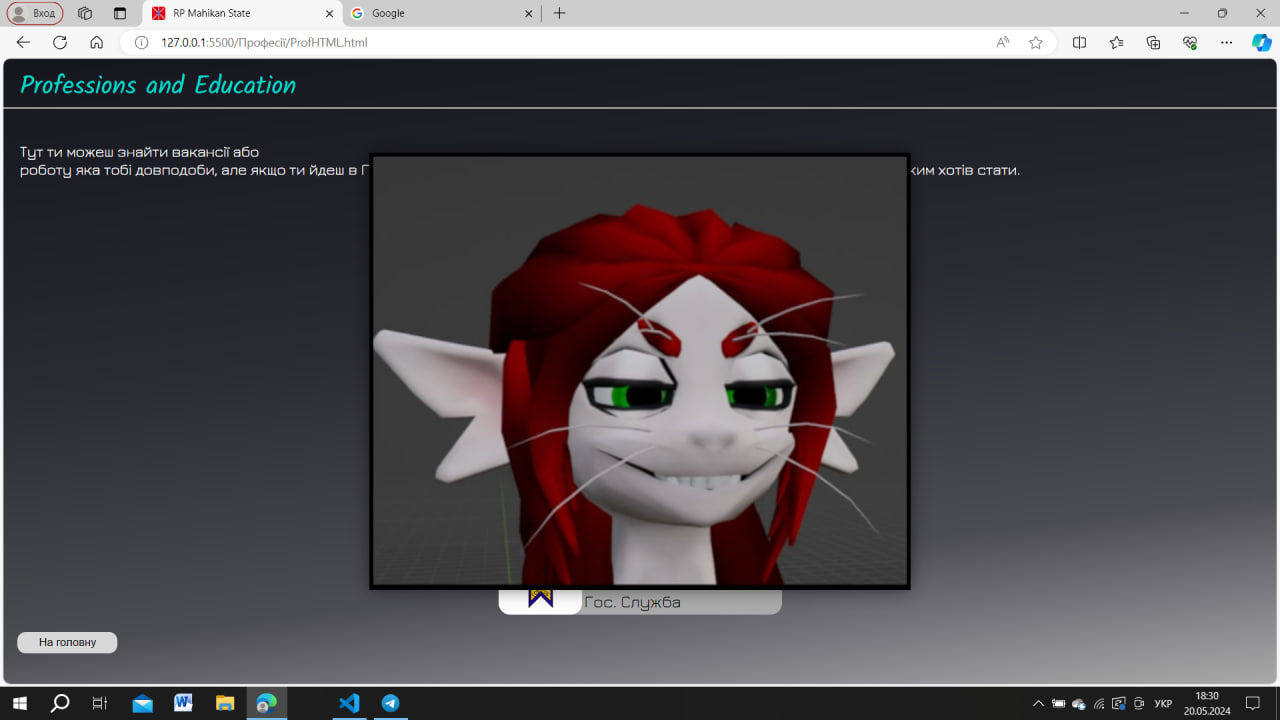 Вход
RP Mahikan State
Google
127.0.0.1:5500/Професії/ProfHTML.html
Professions and Education
Тут ти можеш знайти вакансії або
роботу яка тобі довподоби, але якщо ти йдеш в Г
ким хотів стати.
Гос. Служба
На головну
УКР
18:30
20.05.2024